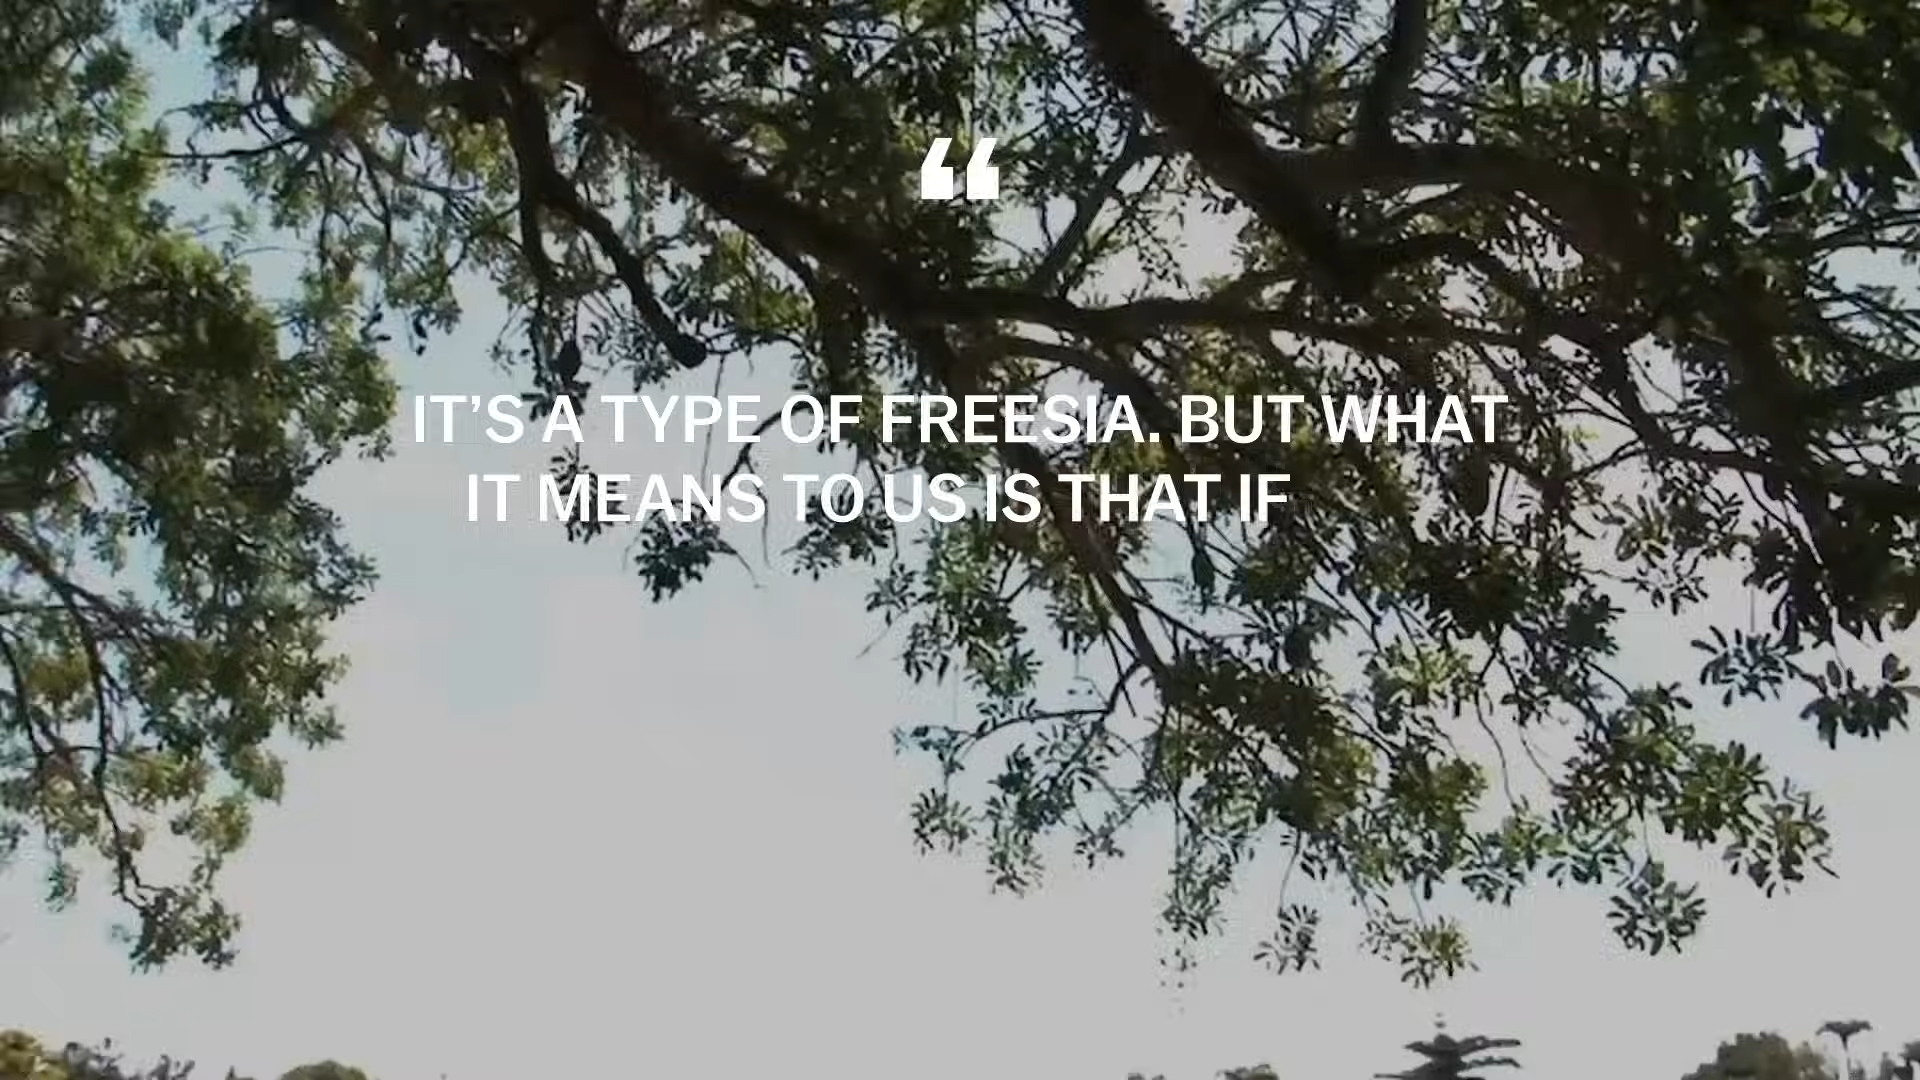 “
IT’S A TYPE OF FREESIA. BUT WHAT
IT MEANS TO US IS THAT IF